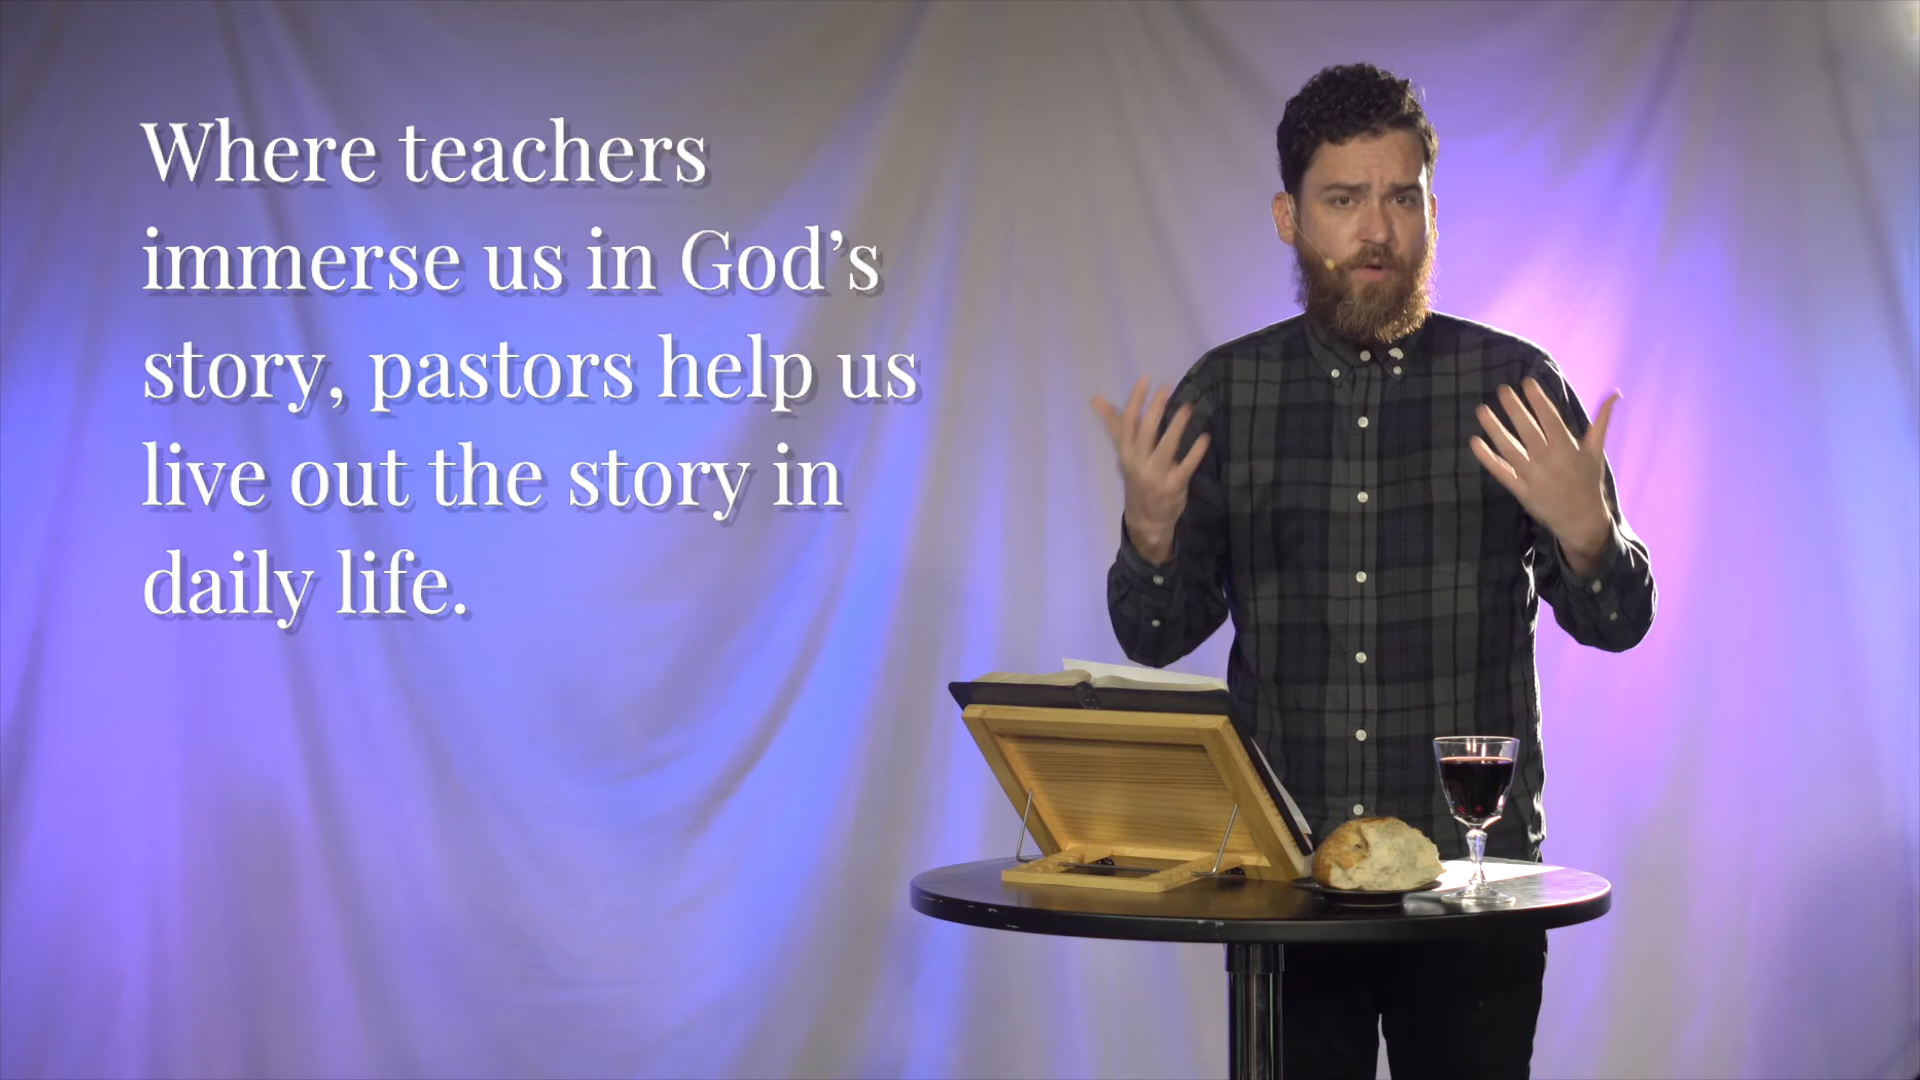 Where teachers
immerse us in God’s
story, pastors help us
live out the story in
daily life.